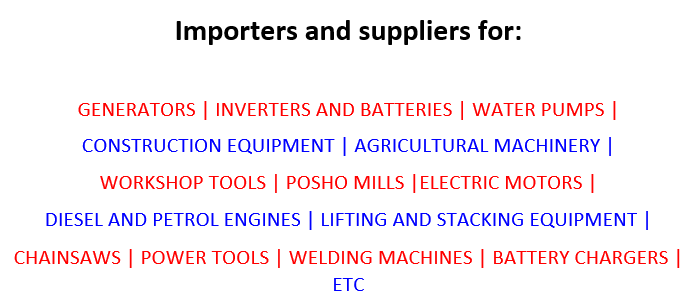 Importers and suppliers for:
GENERATORS | INVERTERS AND BATTERIES | WATER PUMPS |
CONSTRUCTION EQUIPMENT | AGRICULTURAL MACHINERY |
WORKSHOP TOOLS | POSHO MILLS |ELECTRIC MOTORS |
DIESEL AND PETROL ENGINES | LIFTING AND STACKING EQUIPMENT |
CHAINSAWS | POWER TOOLS | WELDING MACHINES | BATTERY CHARGERS |
ETC